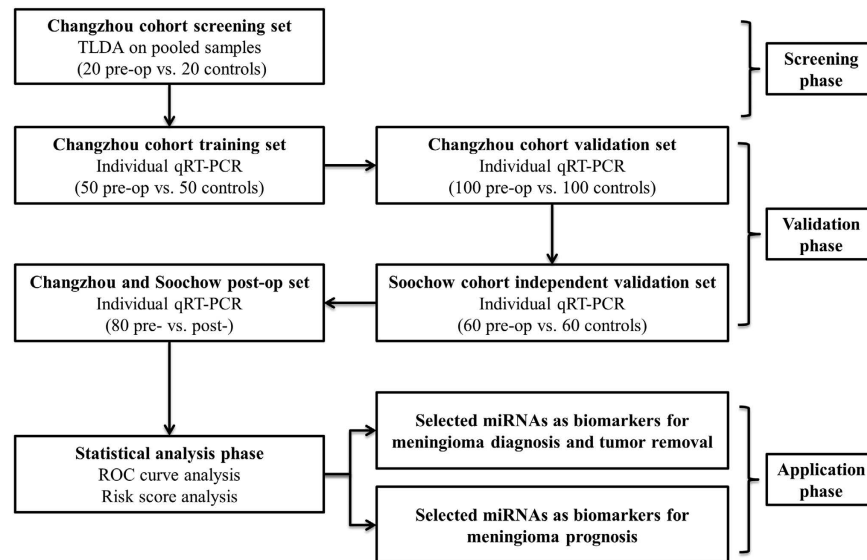 Changzhou cohort screening set
TLDA on pooled samples
(20 pre-op vs. 20 controls)
Screening
phase
Changzhou cohort training set
Individual qRT-PCR
(50 pre-op vs. 50 controls)
Changzhou cohort validation set
Individual qRT-PCR
(100 pre-op vs. 100 controls)
Validation
phase
Changzhou and Soochow post-op set
Individual qRT-PCR
(80 pre- vs. post-)
Soochow cohort independent validation set
Individual qRT-PCR
(60 pre-op vs. 60 controls)
Statistical analysis phase
ROC curve analysis
Risk score analysis
Selected miRNAs as biomarkers for
meningioma diagnosis and tumor removal
Selected miRNAs as biomarkers for
meningioma prognosis
Application
phase